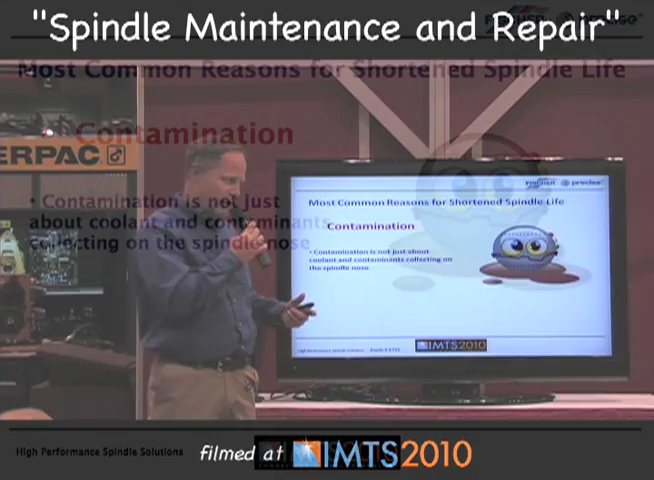 "Spindle Maintenance and Repair"
Most Common Reasons for Shortened Spindle Life
• Contamination
• Contamination is not just
about coolant and contaminants
collecting on the spindle nose
ERPAC
FISCHER precise
Most Common Reasons for Shortened Spindle Life
Contamination
• Contamination is not just about
coolant and contaminants collecting on
the spindle nose
IMTS2010
High Performance Spindle Solutions
filmed at IMTS2010